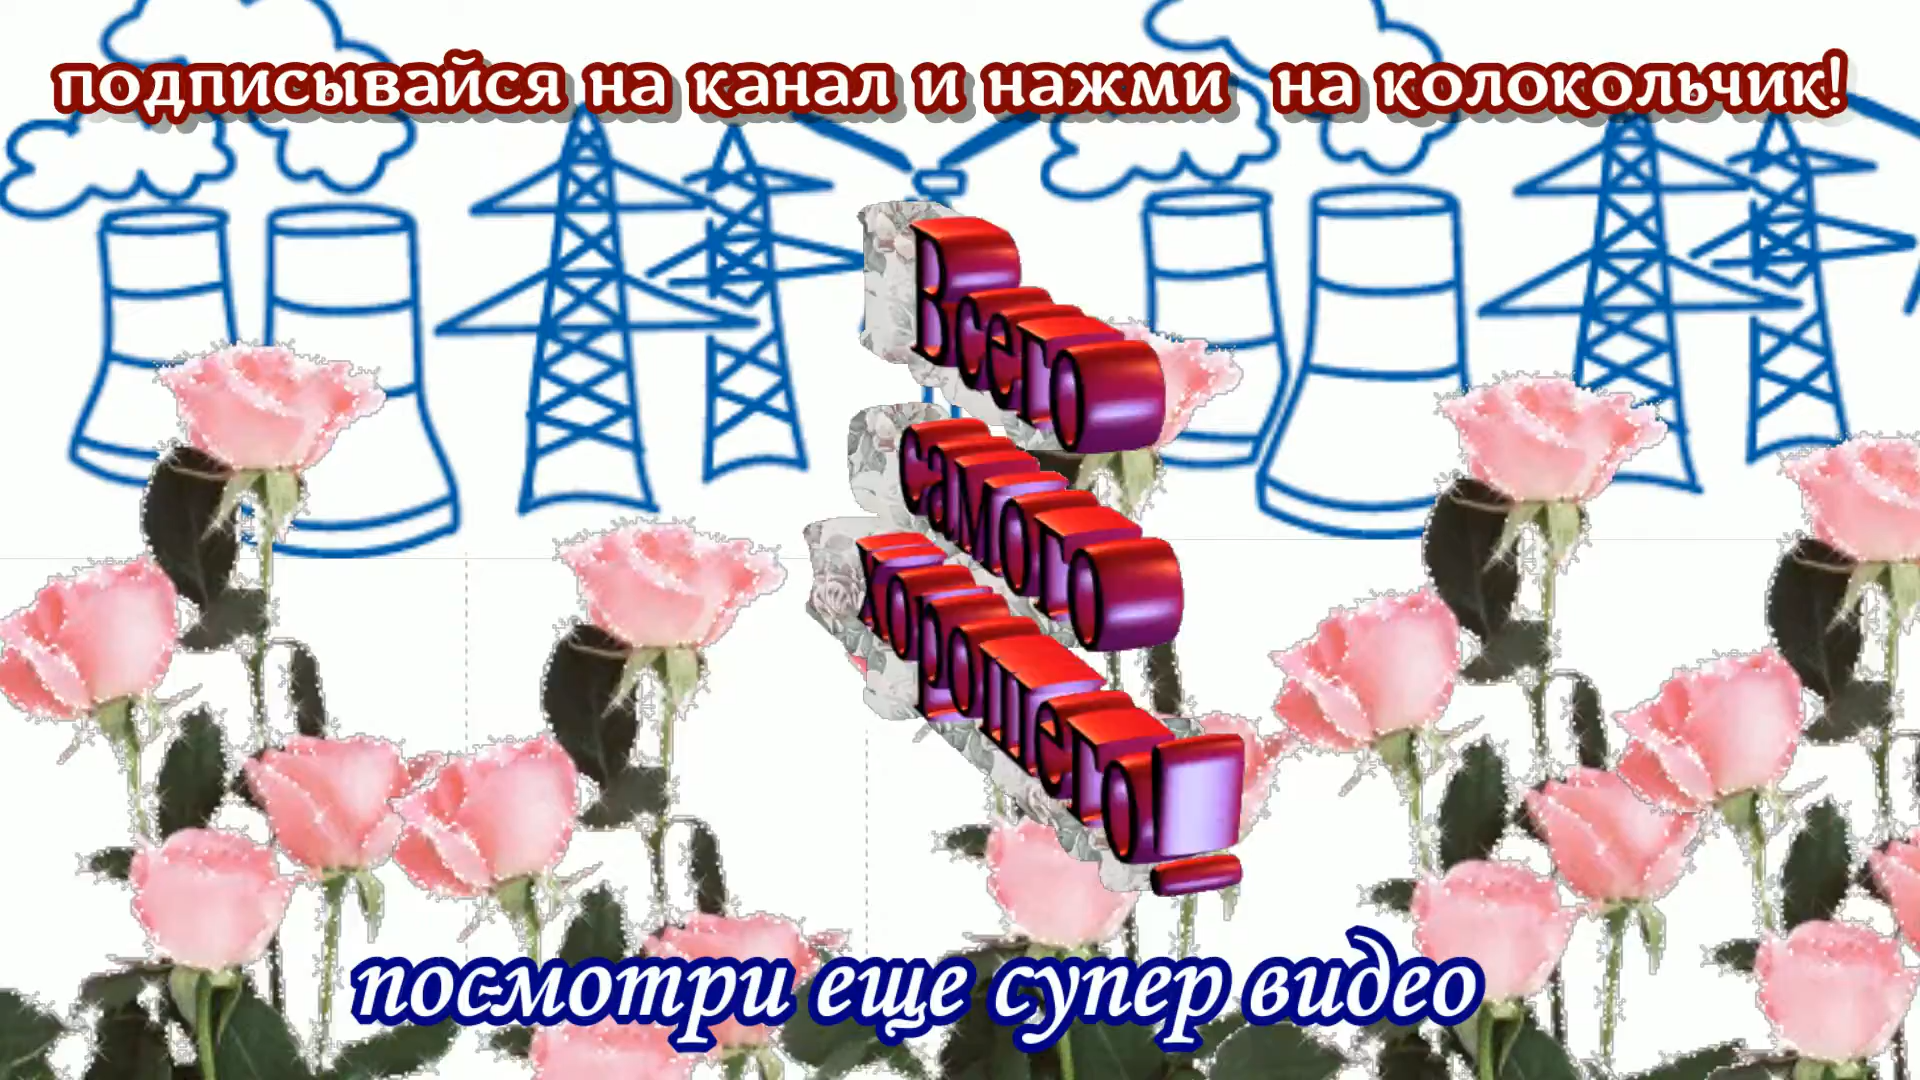 подписывайся на канал и нажми на колокольчик!
Всего
самого
хорошего!
посмотри еще супер видео